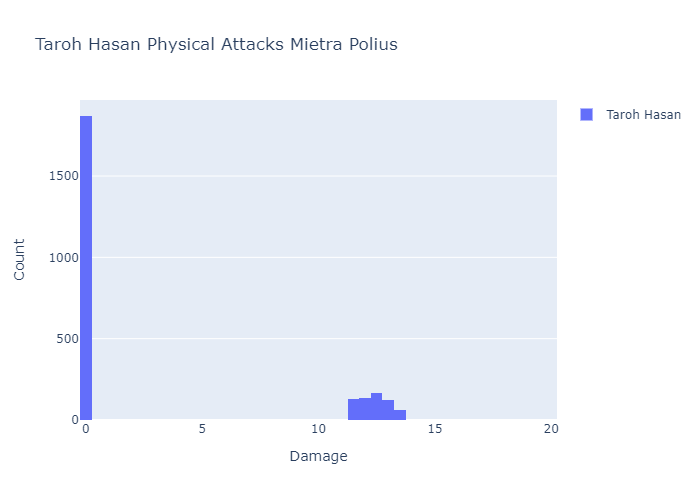 Taroh Hasan Physical Attacks Mietra Polius
Taroh Hasan
1500
1000
500
0
Count
0 5 10 15 20
Damage